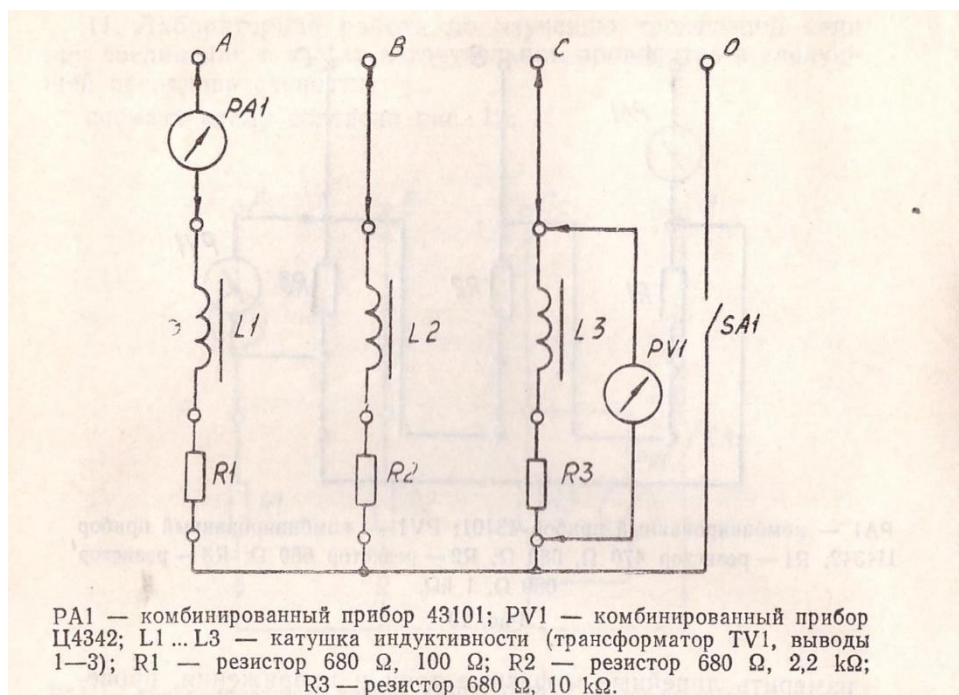 A B C O
PA1
L1 L2 L3 SA1
PV1
R1 R2 R3
PA1 — комбинированный прибор 43101; PV1 — комбинированный прибор
Ц4342; L1 ... L3 — катушка индуктивности (трансформатор TV1, выводы
1—3); R1 — резистор 680 Ω, 100 Ω; R2 — резистор 680 Ω, 2,2 kΩ;
R3 — резистор 680 Ω, 10 kΩ.